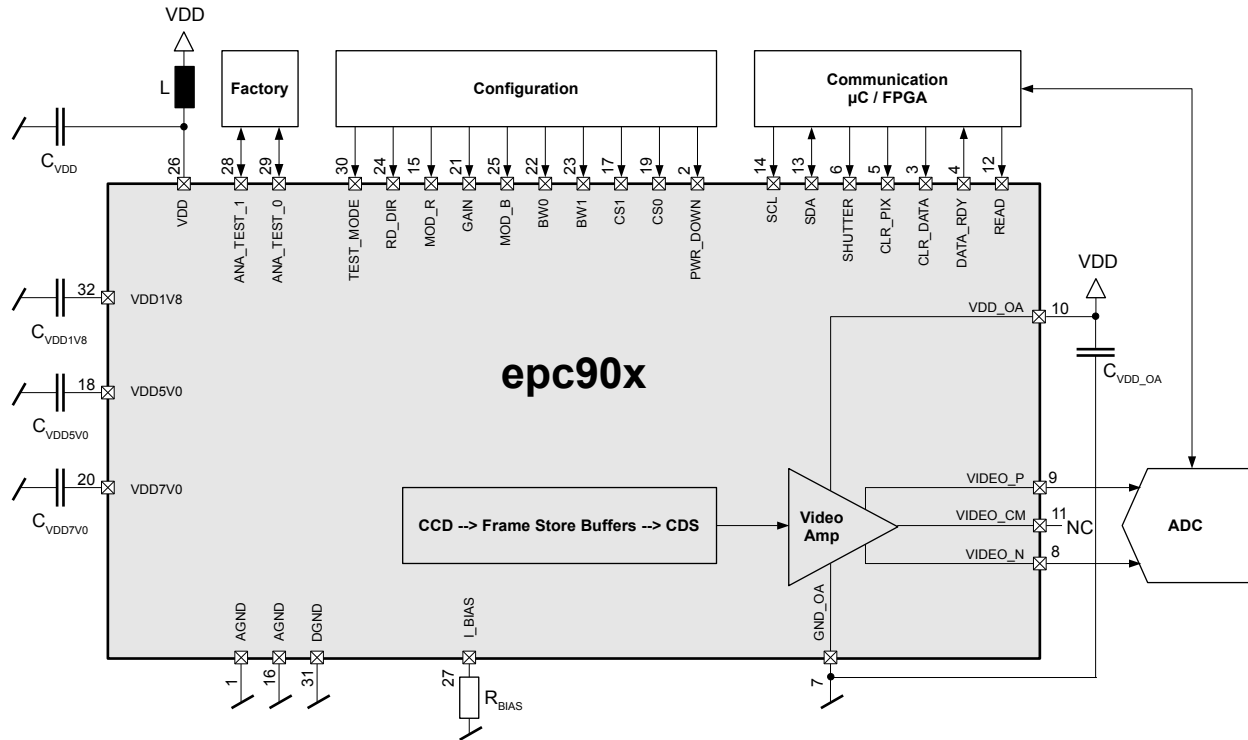 VDD
L
C_VDD
Factory
Configuration
Communication
µC / FPGA
26
28
29
30
24
15
21
25
22
23
17
19
2
14
13
6
5
3
4
12
VDD
ANA_TEST_1
ANA_TEST_0
TEST_MODE
RD_DIR
MOD_R
GAIN
MOD_B
BW0
BW1
CS1
CS0
PWR_DOWN
SCL
SDA
SHUTTER
CLR_PIX
CLR_DATA
DATA_RDY
READ
32
VDD1V8
C_VDD1V8
18
VDD5V0
C_VDD5V0
20
VDD7V0
C_VDD7V0
epc90x
VDD
VDD_OA
10
C_VDD_OA
CCD --> Frame Store Buffers --> CDS
Video
Amp
VIDEO_P
9
VIDEO_CM
11
NC
VIDEO_N
8
ADC
AGND
AGND
DGND
I_BIAS
GND_OA
1
16
31
27
7
R_BIAS